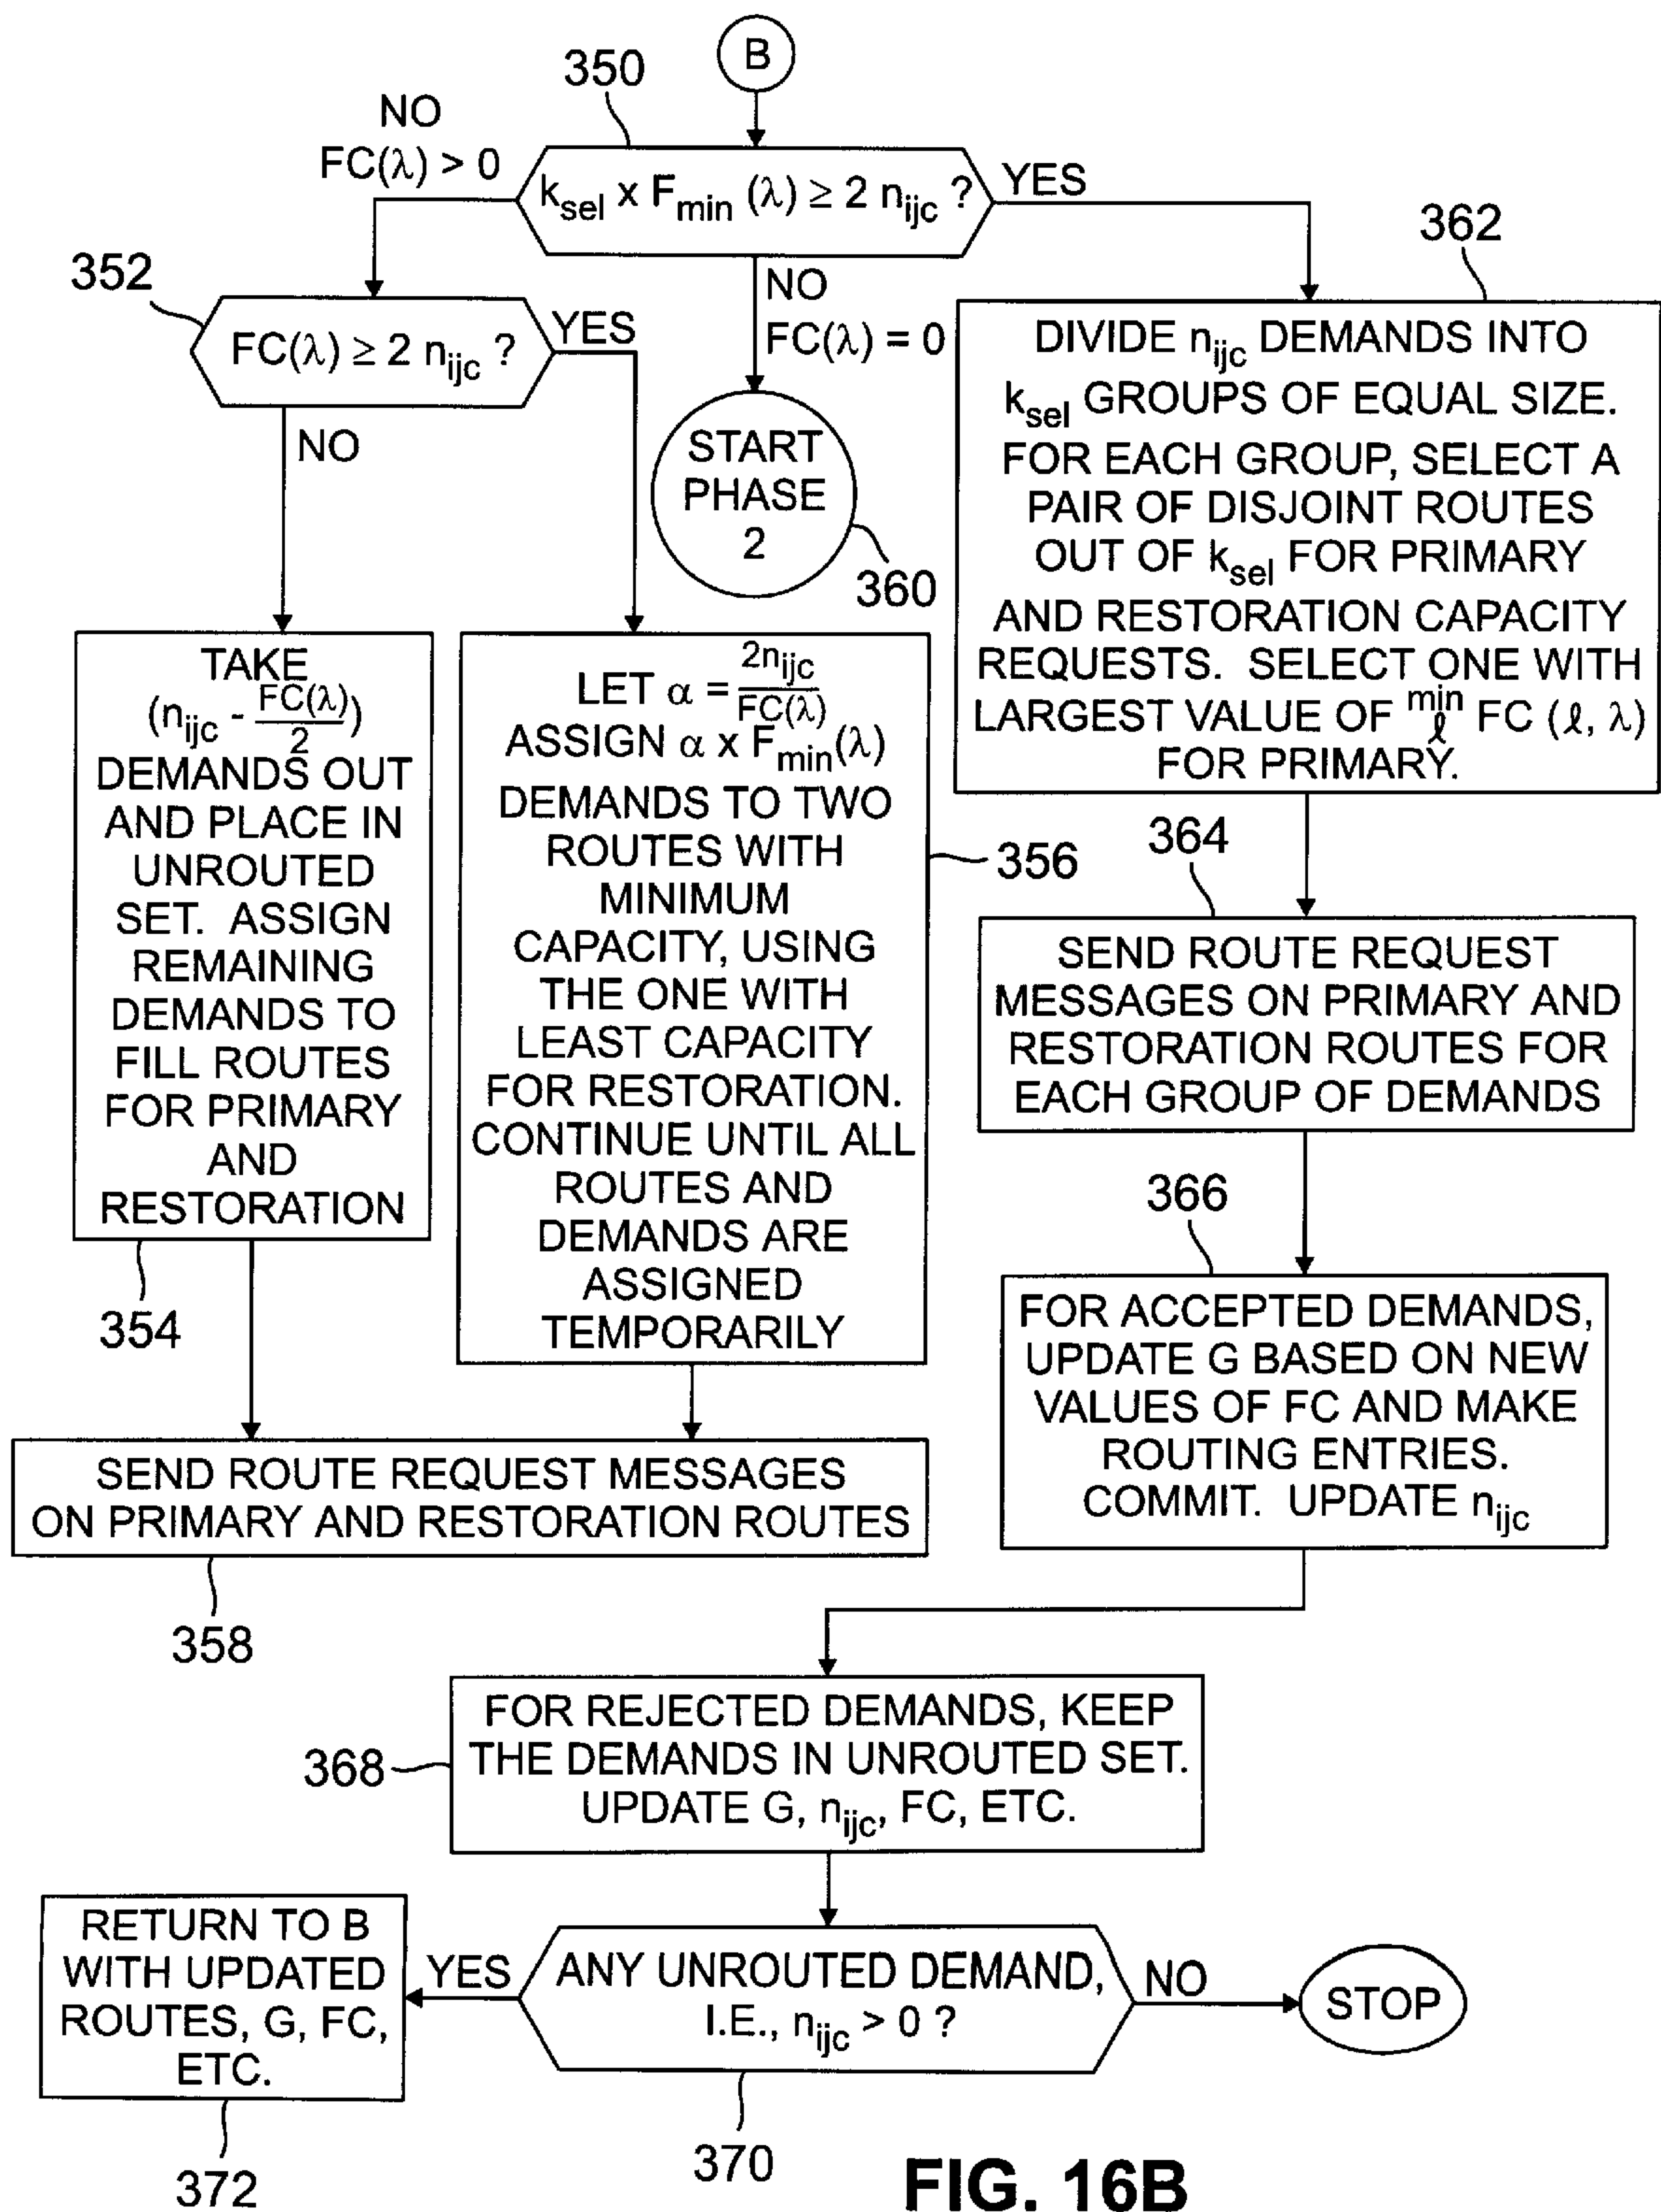 B
350
NO
FC(λ) > 0
k_sel x F_min (λ) ≥ 2 n_ijc ?
YES
362
352
FC(λ) ≥ 2 n_ijc ?
YES
NO
FC(λ) = 0
NO
START
PHASE
2
360
DIVIDE n_ijc DEMANDS INTO
k_sel GROUPS OF EQUAL SIZE.
FOR EACH GROUP, SELECT A
PAIR OF DISJOINT ROUTES
OUT OF k_sel FOR PRIMARY
AND RESTORATION CAPACITY
REQUESTS. SELECT ONE WITH
LARGEST VALUE OF min_ℓ FC (ℓ, λ)
FOR PRIMARY.
TAKE
(n_ijc - FC(λ)/2)
DEMANDS OUT
AND PLACE IN
UNROUTED
SET. ASSIGN
REMAINING
DEMANDS TO
FILL ROUTES
FOR PRIMARY
AND
RESTORATION
354
LET α = 2n_ijc/FC(λ)
ASSIGN α x F_min(λ)
DEMANDS TO TWO
ROUTES WITH
MINIMUM
CAPACITY, USING
THE ONE WITH
LEAST CAPACITY
FOR RESTORATION.
CONTINUE UNTIL ALL
ROUTES AND
DEMANDS ARE
ASSIGNED
TEMPORARILY
356
364
SEND ROUTE REQUEST
MESSAGES ON PRIMARY AND
RESTORATION ROUTES FOR
EACH GROUP OF DEMANDS
366
FOR ACCEPTED DEMANDS,
UPDATE G BASED ON NEW
VALUES OF FC AND MAKE
ROUTING ENTRIES.
COMMIT. UPDATE n_ijc
SEND ROUTE REQUEST MESSAGES
ON PRIMARY AND RESTORATION ROUTES
358
368
FOR REJECTED DEMANDS, KEEP
THE DEMANDS IN UNROUTED SET.
UPDATE G, n_ijc, FC, ETC.
RETURN TO B
WITH UPDATED
ROUTES, G, FC,
ETC.
372
YES
ANY UNROUTED DEMAND,
I.E., n_ijc > 0 ?
370
NO
STOP
FIG. 16B